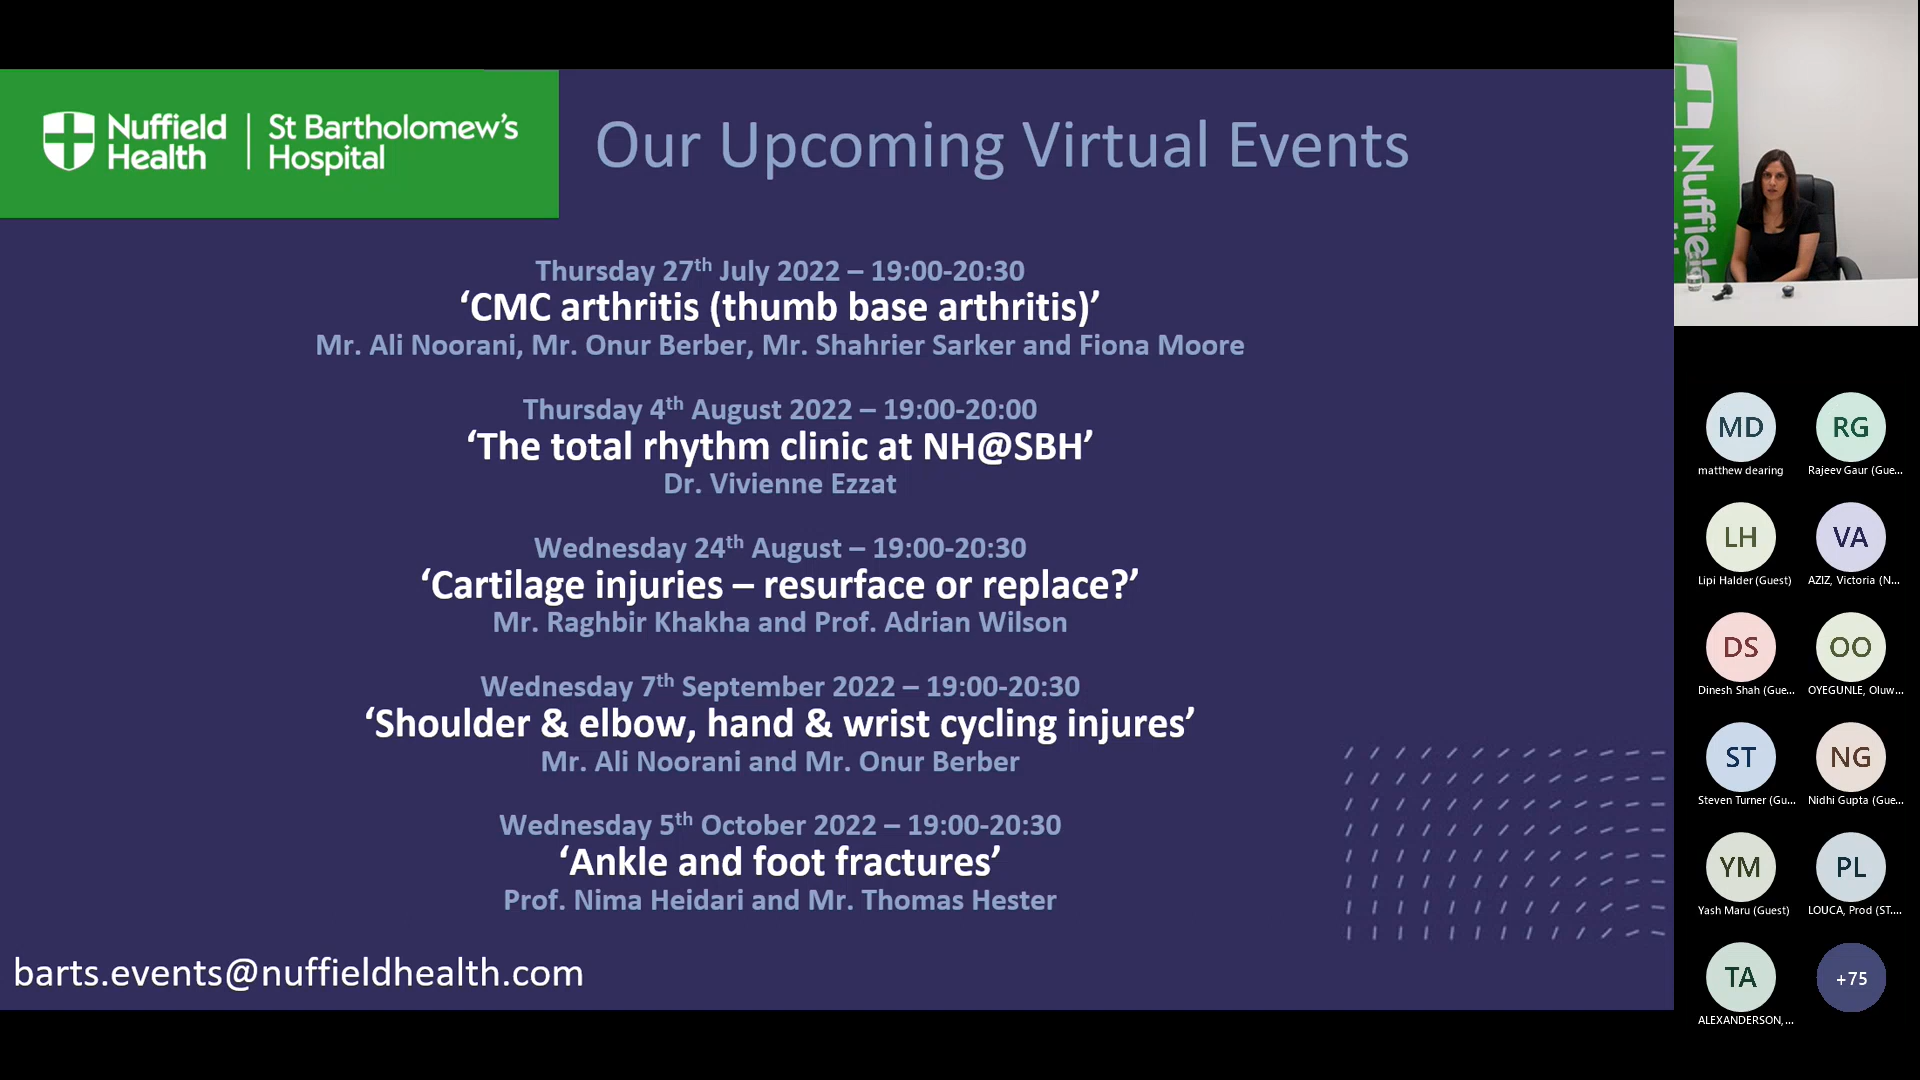 Nuffield Health
St Bartholomew's Hospital
Our Upcoming Virtual Events
Thursday 27th July 2022 – 19:00-20:30
‘CMC arthritis (thumb base arthritis)’
Mr. Ali Noorani, Mr. Onur Berber, Mr. Shahrier Sarker and Fiona Moore
Thursday 4th August 2022 – 19:00-20:00
‘The total rhythm clinic at NH@SBH’
Dr. Vivienne Ezzat
Wednesday 24th August – 19:00-20:30
‘Cartilage injuries – resurface or replace?’
Mr. Raghbir Khakha and Prof. Adrian Wilson
Wednesday 7th September 2022 – 19:00-20:30
‘Shoulder & elbow, hand & wrist cycling injures’
Mr. Ali Noorani and Mr. Onur Berber
Wednesday 5th October 2022 – 19:00-20:30
‘Ankle and foot fractures’
Prof. Nima Heidari and Mr. Thomas Hester
barts.events@nuffieldhealth.com
Nuffield
MD
RG
matthew dearing
Rajeev Gaur (Gue...
LH
VA
Lipi Halder (Guest)
AZIZ, Victoria (N...
DS
OO
Dinesh Shah (Gue...
OYEGUNLE, Oluw...
ST
NG
Steven Turner (Gu...
Nidhi Gupta (Gue...
YM
PL
Yash Maru (Guest)
LOUCA, Prod (ST....
TA
+75
ALEXANDERSON,...